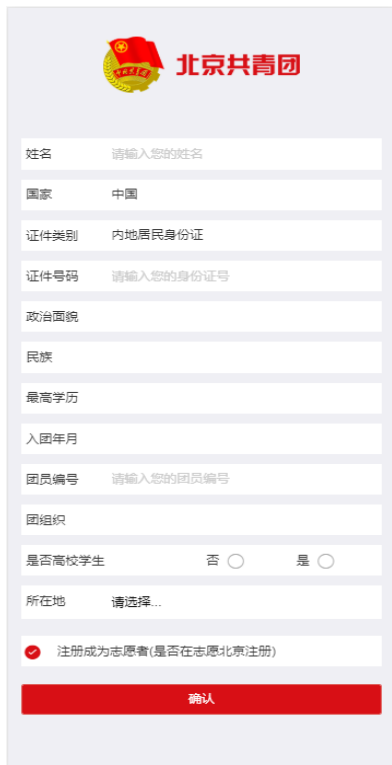 北京共青团
姓名 请输入您的姓名
国家 中国
证件类别 内地居民身份证
证件号码 请输入您的身份证号
政治面貌
民族
最高学历
入团年月
团员编号 请输入您的团员编号
团组织
是否高校学生 否 是
所在地 请选择...
注册成为志愿者(是否在志愿北京注册)
确认